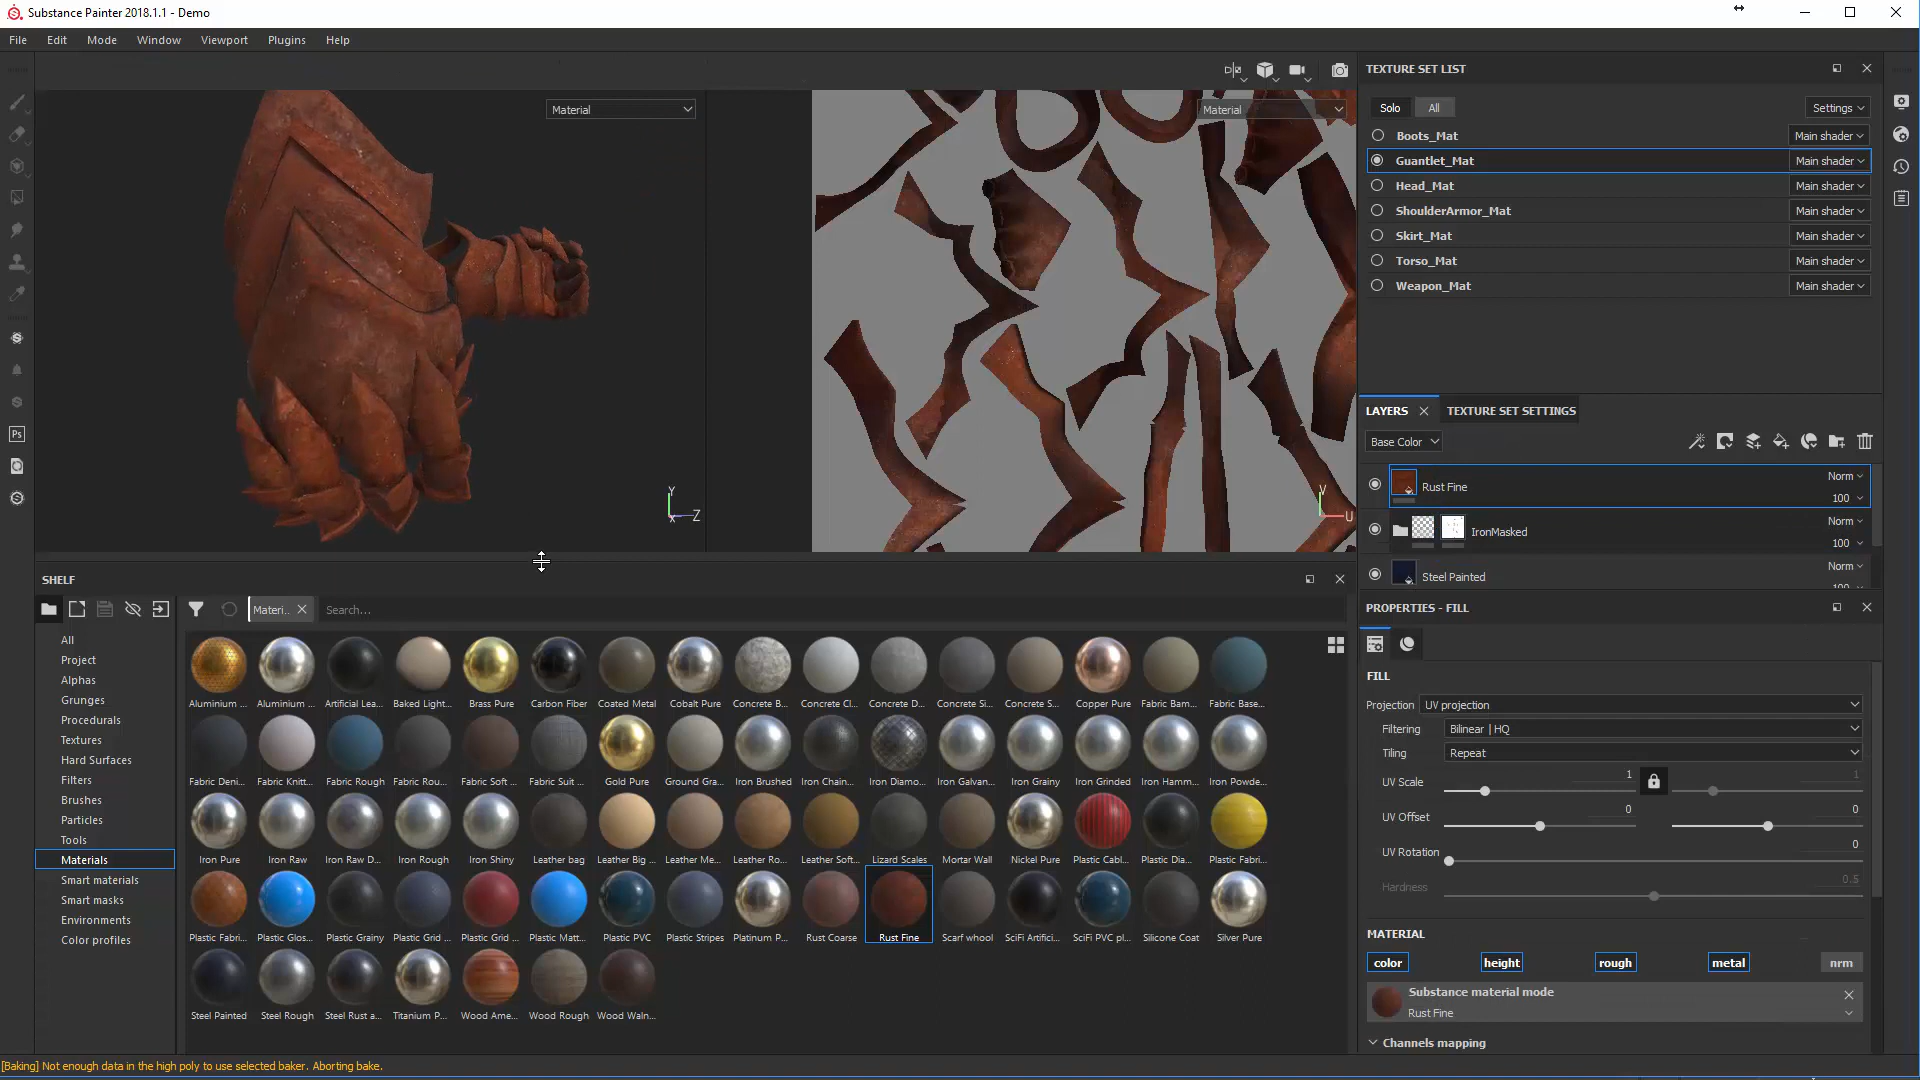 Substance Painter 2018.1.1 - Demo
File Edit Mode Window Viewport Plugins Help
Material
Material
Y
Z
X
V
U
TEXTURE SET LIST
Solo All Settings
Boots_Mat Main shader
Guantlet_Mat Main shader
Head_Mat Main shader
ShoulderArmor_Mat Main shader
Skirt_Mat Main shader
Torso_Mat Main shader
Weapon_Mat Main shader
LAYERS TEXTURE SET SETTINGS
Base Color
Rust Fine Norm 100
IronMasked Norm 100
Steel Painted Norm 100
PROPERTIES - FILL
FILL
Projection UV projection
Filtering Bilinear | HQ
Tiling Repeat
UV Scale 1 1
UV Offset 0 0
UV Rotation 0
Hardness 0.5
MATERIAL
color height rough metal nrm
Substance material mode
Rust Fine
Channels mapping
SHELF
Ps
Materi.. Search...
All
Project
Alphas
Grunges
Procedurals
Textures
Hard Surfaces
Filters
Brushes
Particles
Tools
Materials
Smart materials
Smart masks
Environments
Color profiles
Aluminium ... Aluminium ... Artificial Lea... Baked Light... Brass Pure Carbon Fiber Coated Metal Cobalt Pure Concrete B... Concrete Cl... Concrete D... Concrete Si... Concrete S... Copper Pure Fabric Bam... Fabric Base...
Fabric Deni... Fabric Knitt... Fabric Rough Fabric Rou... Fabric Soft ... Fabric Suit ... Gold Pure Ground Gra... Iron Brushed Iron Chain... Iron Diamo... Iron Galvan... Iron Grainy Iron Grinded Iron Hamm... Iron Powde...
Iron Pure Iron Raw Iron Raw D... Iron Rough Iron Shiny Leather bag Leather Big ... Leather Me... Leather Ro... Leather Soft... Lizard Scales Mortar Wall Nickel Pure Plastic Cabl... Plastic Dia... Plastic Fabri...
Plastic Fabri... Plastic Glos... Plastic Grainy Plastic Grid ... Plastic Grid ... Plastic Matt... Plastic PVC Plastic Stripes Platinum P... Rust Coarse Rust Fine Scarf whool SciFi Artifici... SciFi PVC pl... Silicone Coat Silver Pure
Steel Painted Steel Rough Steel Rust a... Titanium P... Wood Ame... Wood Rough Wood Waln...
[Baking] Not enough data in the high poly to use selected baker. Aborting bake.